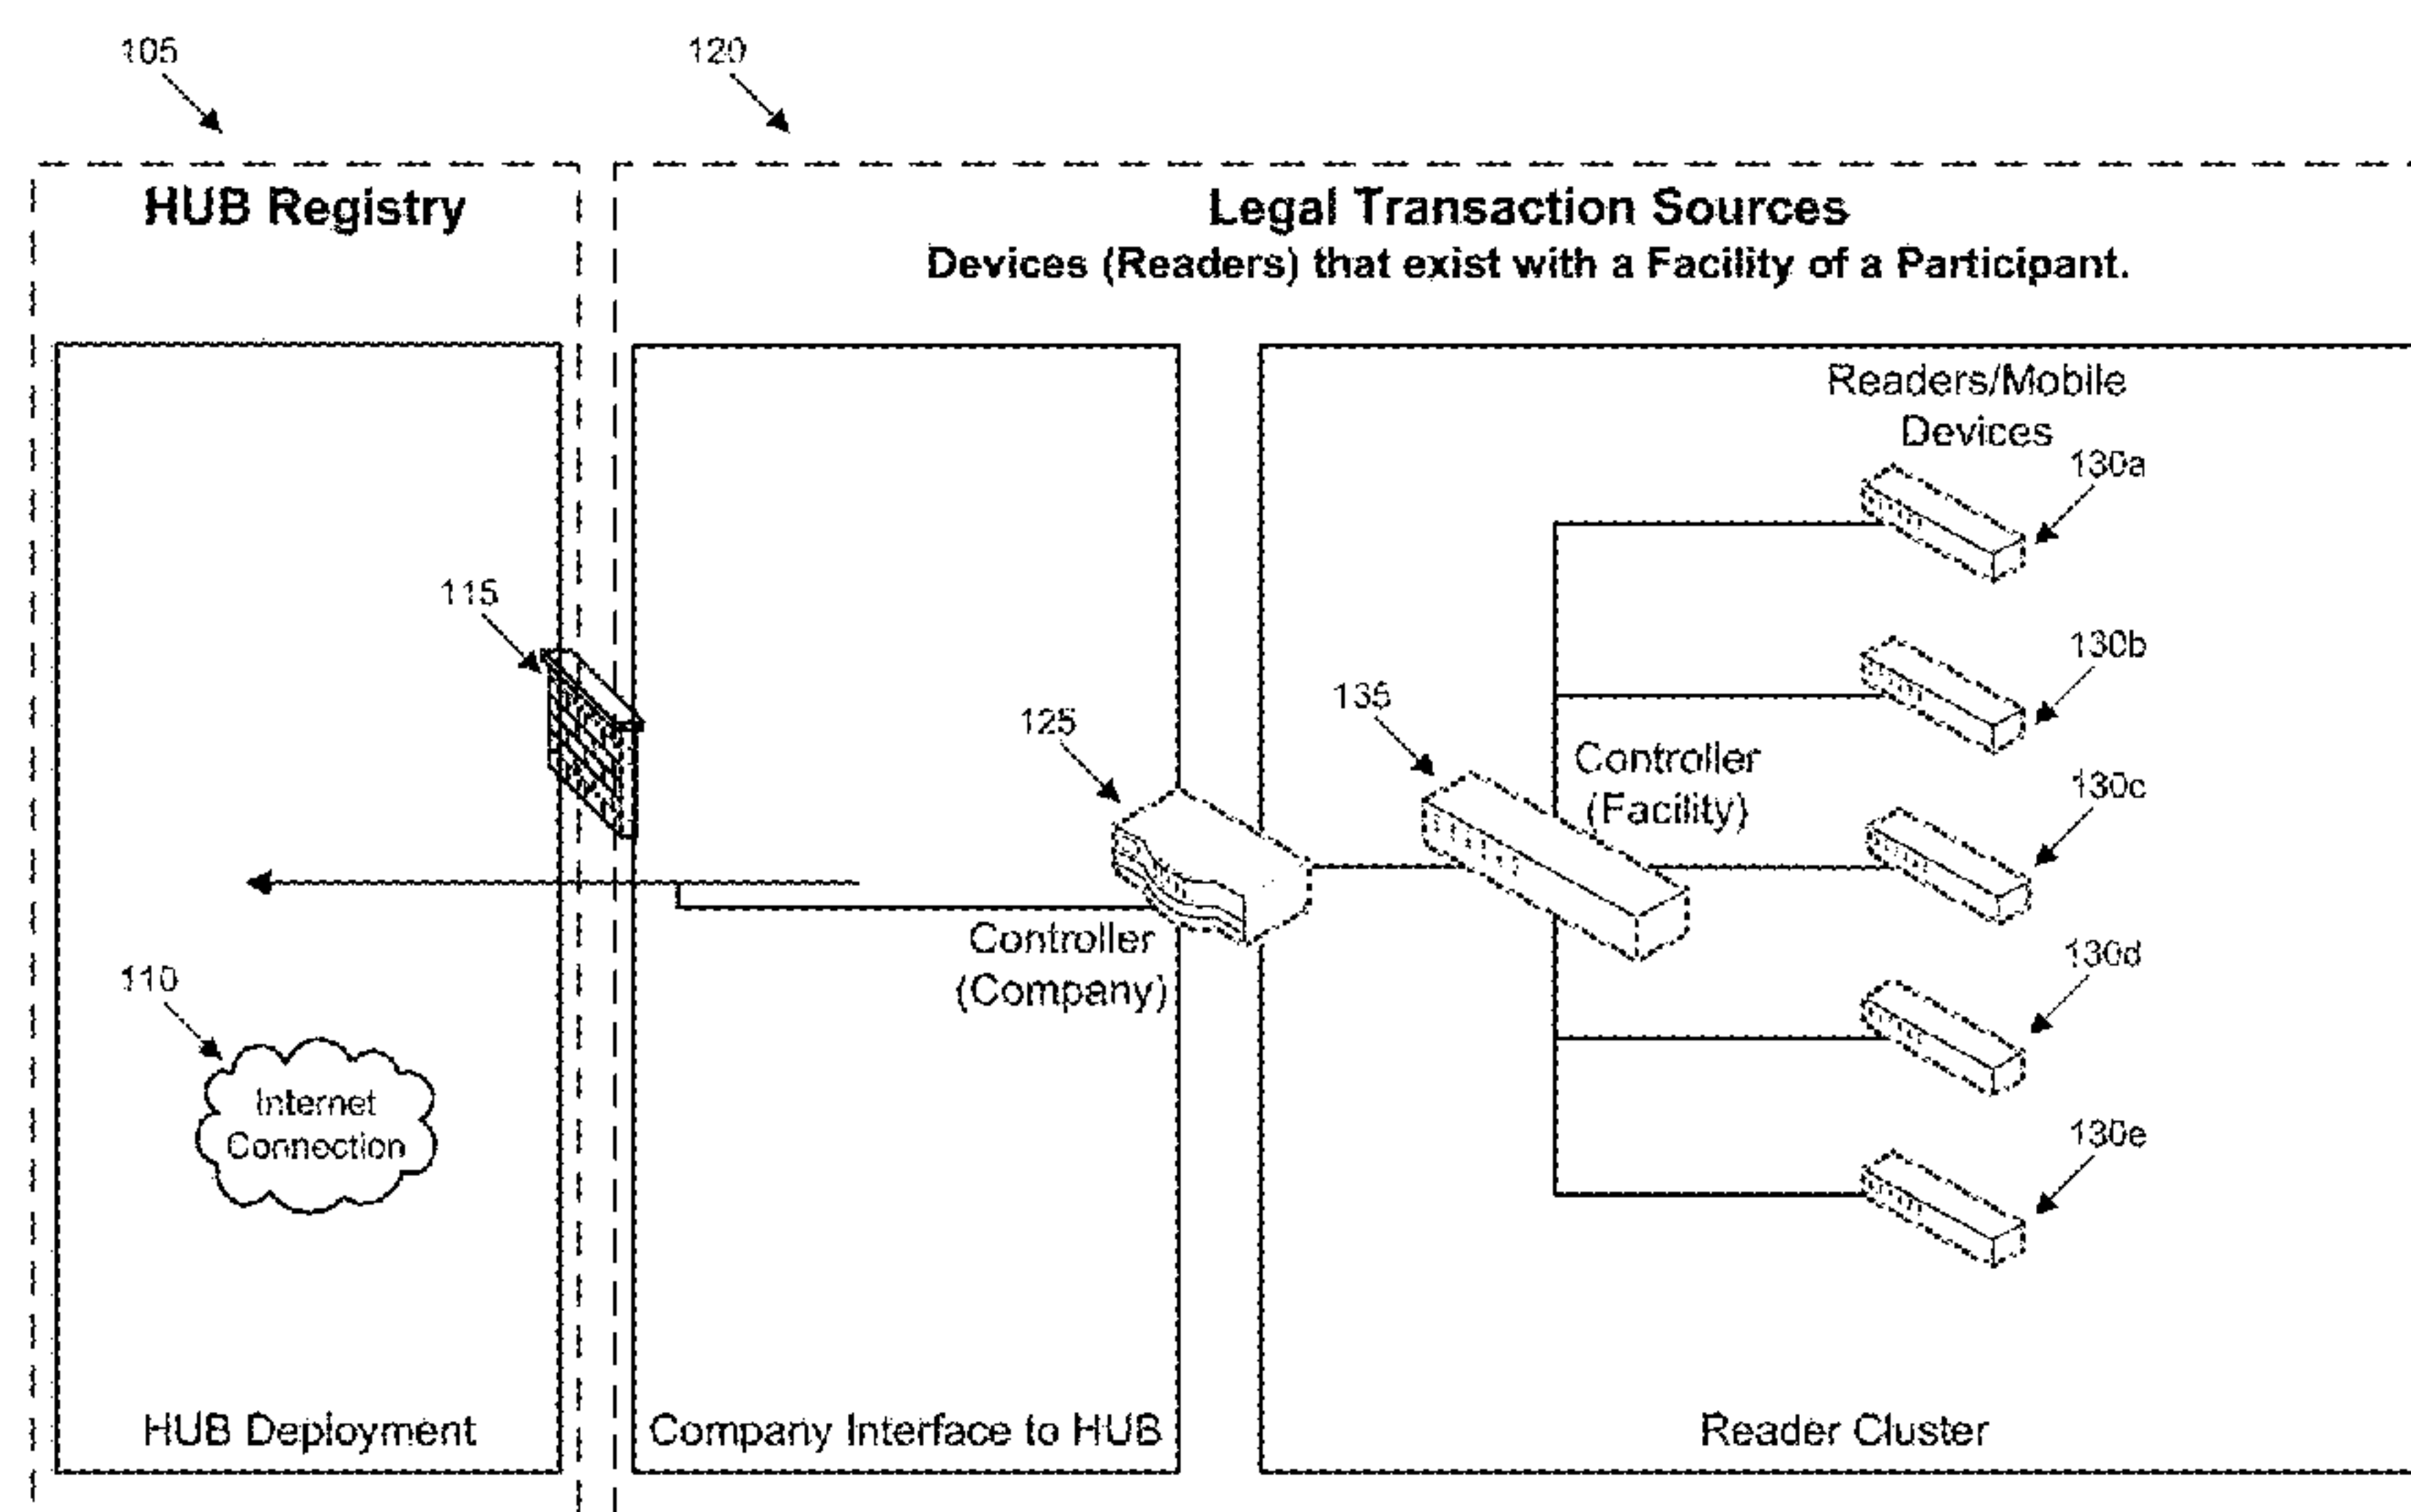 105
120
HUB Registry
Legal Transaction Sources
Devices (Readers) that exist with a Facility of a Participant.
Readers/Mobile
Devices
130a
115
130b
135
125
Controller
(Facility)
130c
Controller
(Company)
130d
110
Internet
Connection
130e
HUB Deployment
Company Interface to HUB
Reader Cluster